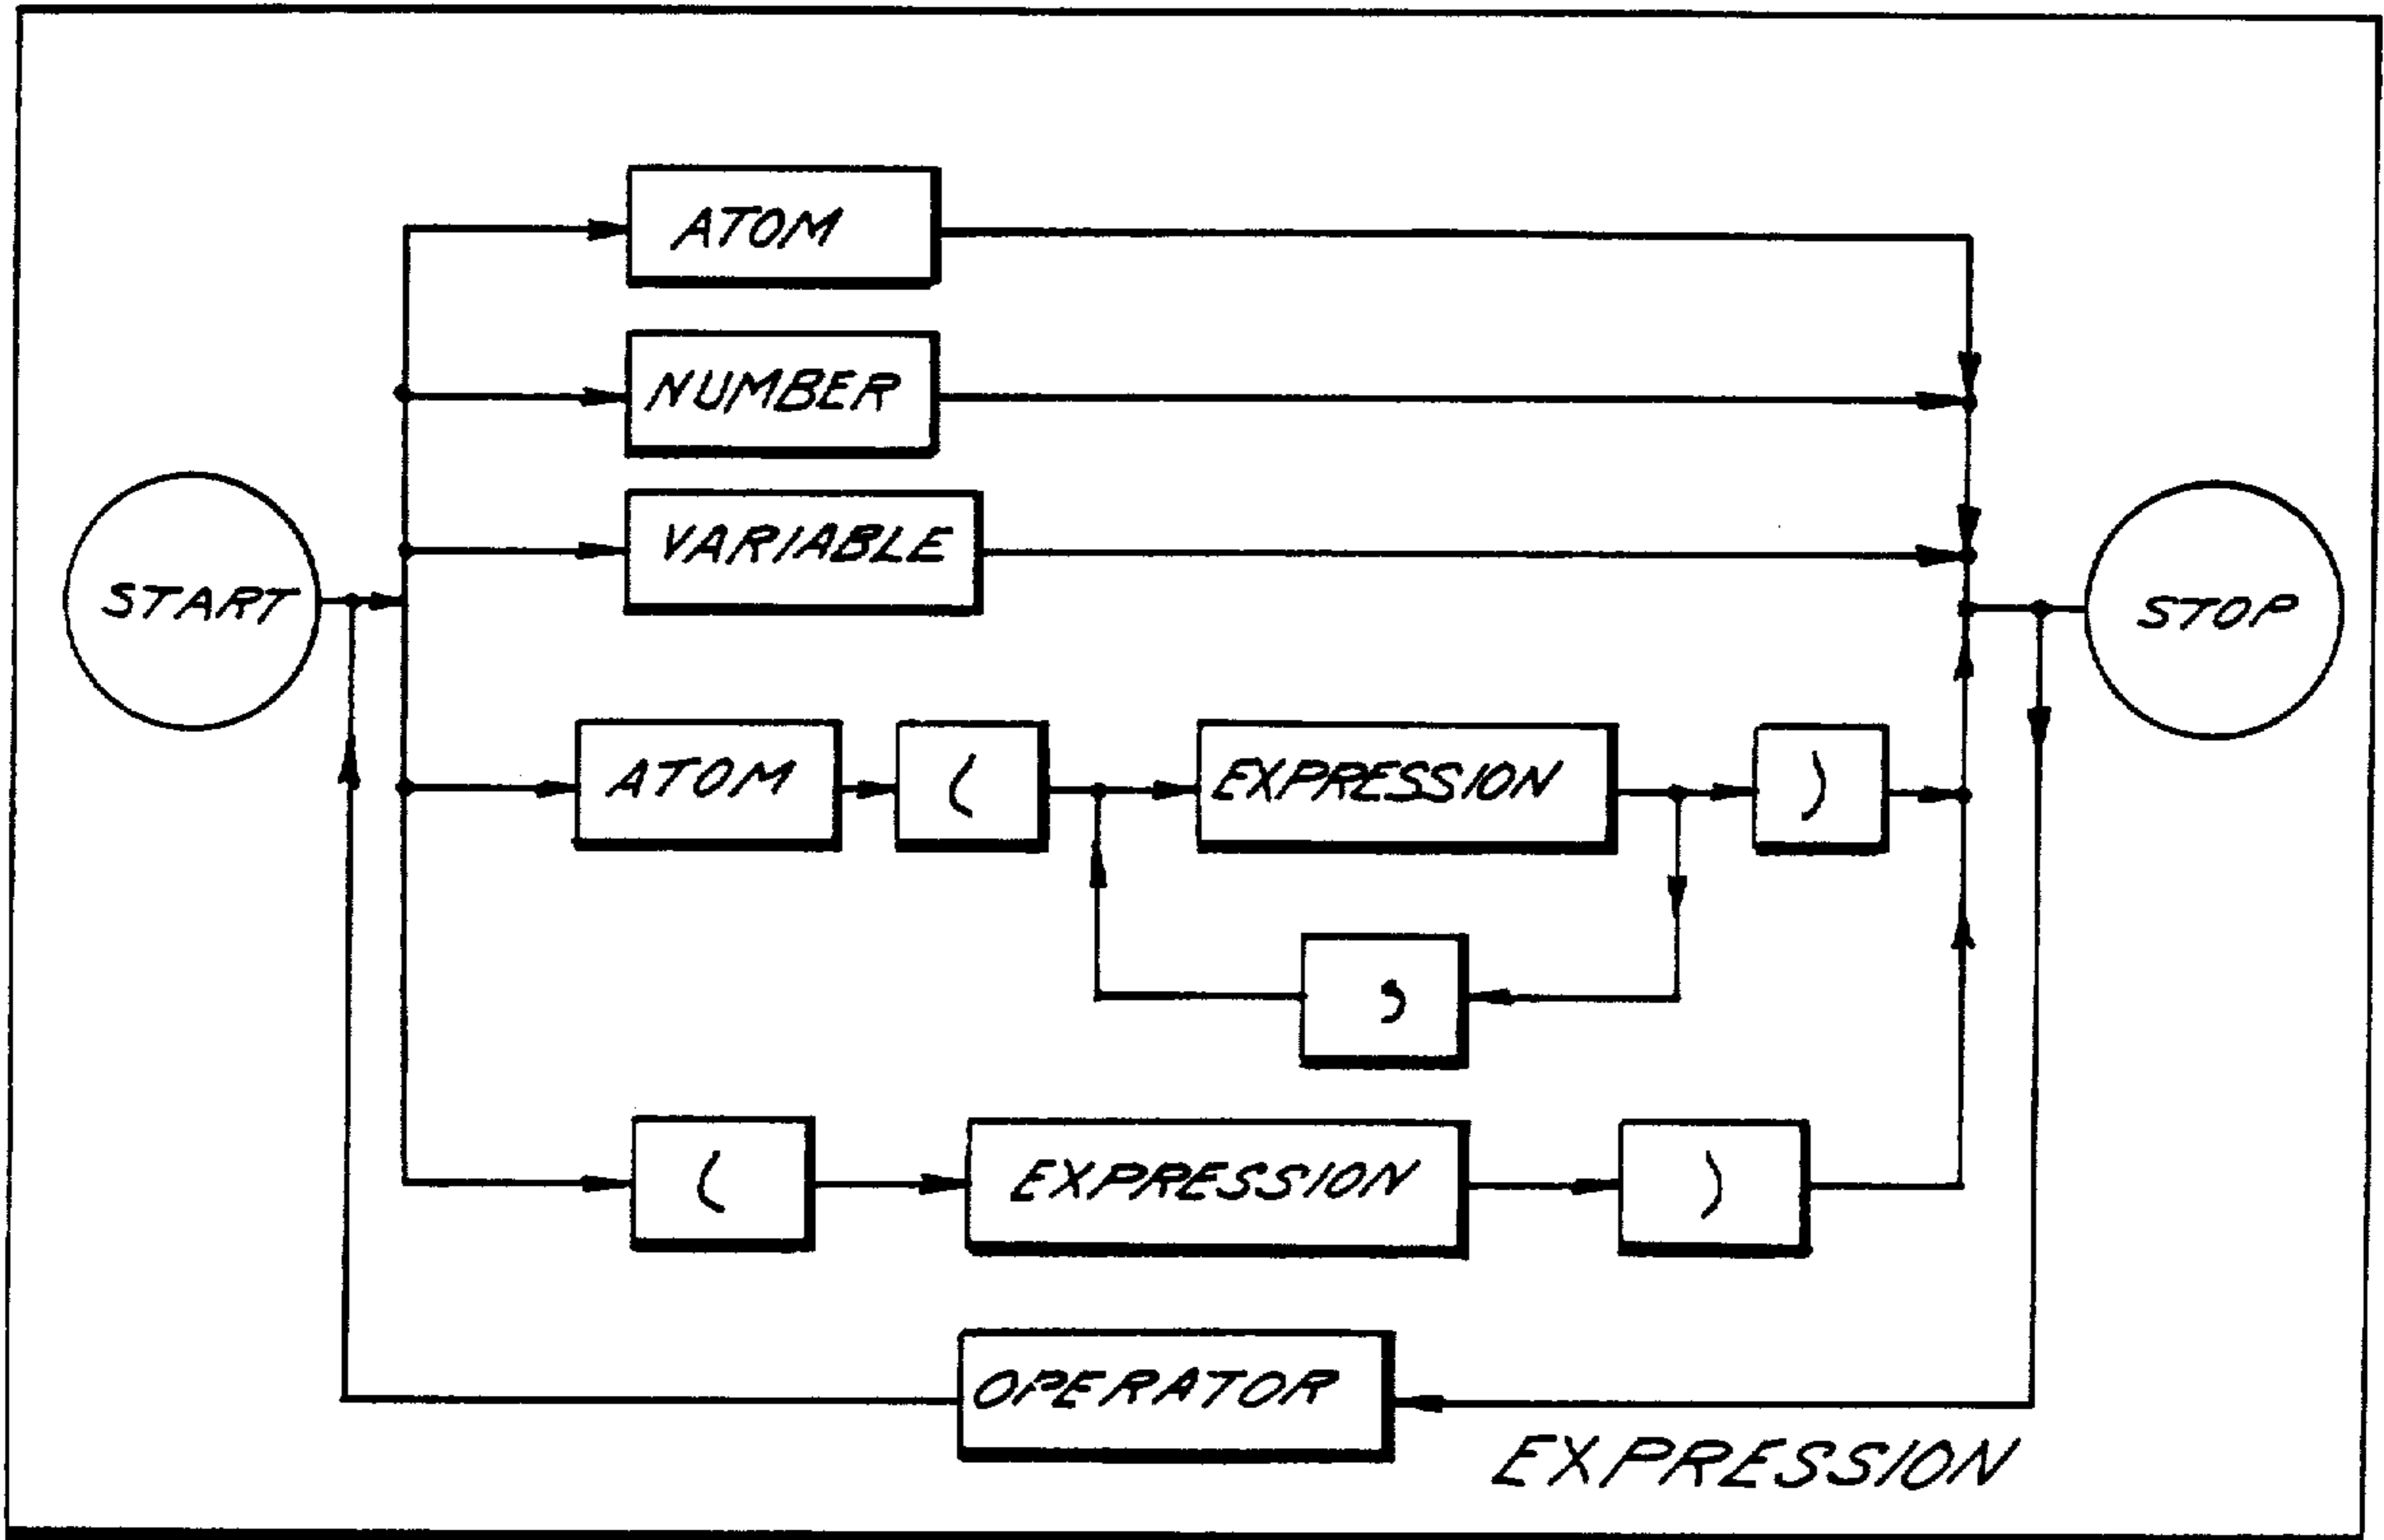 ATOM
NUMBER
VARIABLE
START
STOP
ATOM ( EXPRESSION )
,
( EXPRESSION )
OPERATOR
EXPRESSION